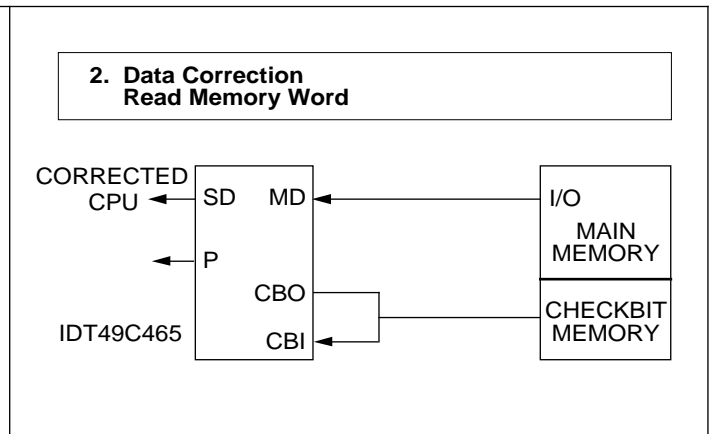 2. Data Correction
Read Memory Word
CORRECTED
CPU
SD
MD
I/O
MAIN
MEMORY
P
CBO
CHECKBIT
MEMORY
IDT49C465
CBI